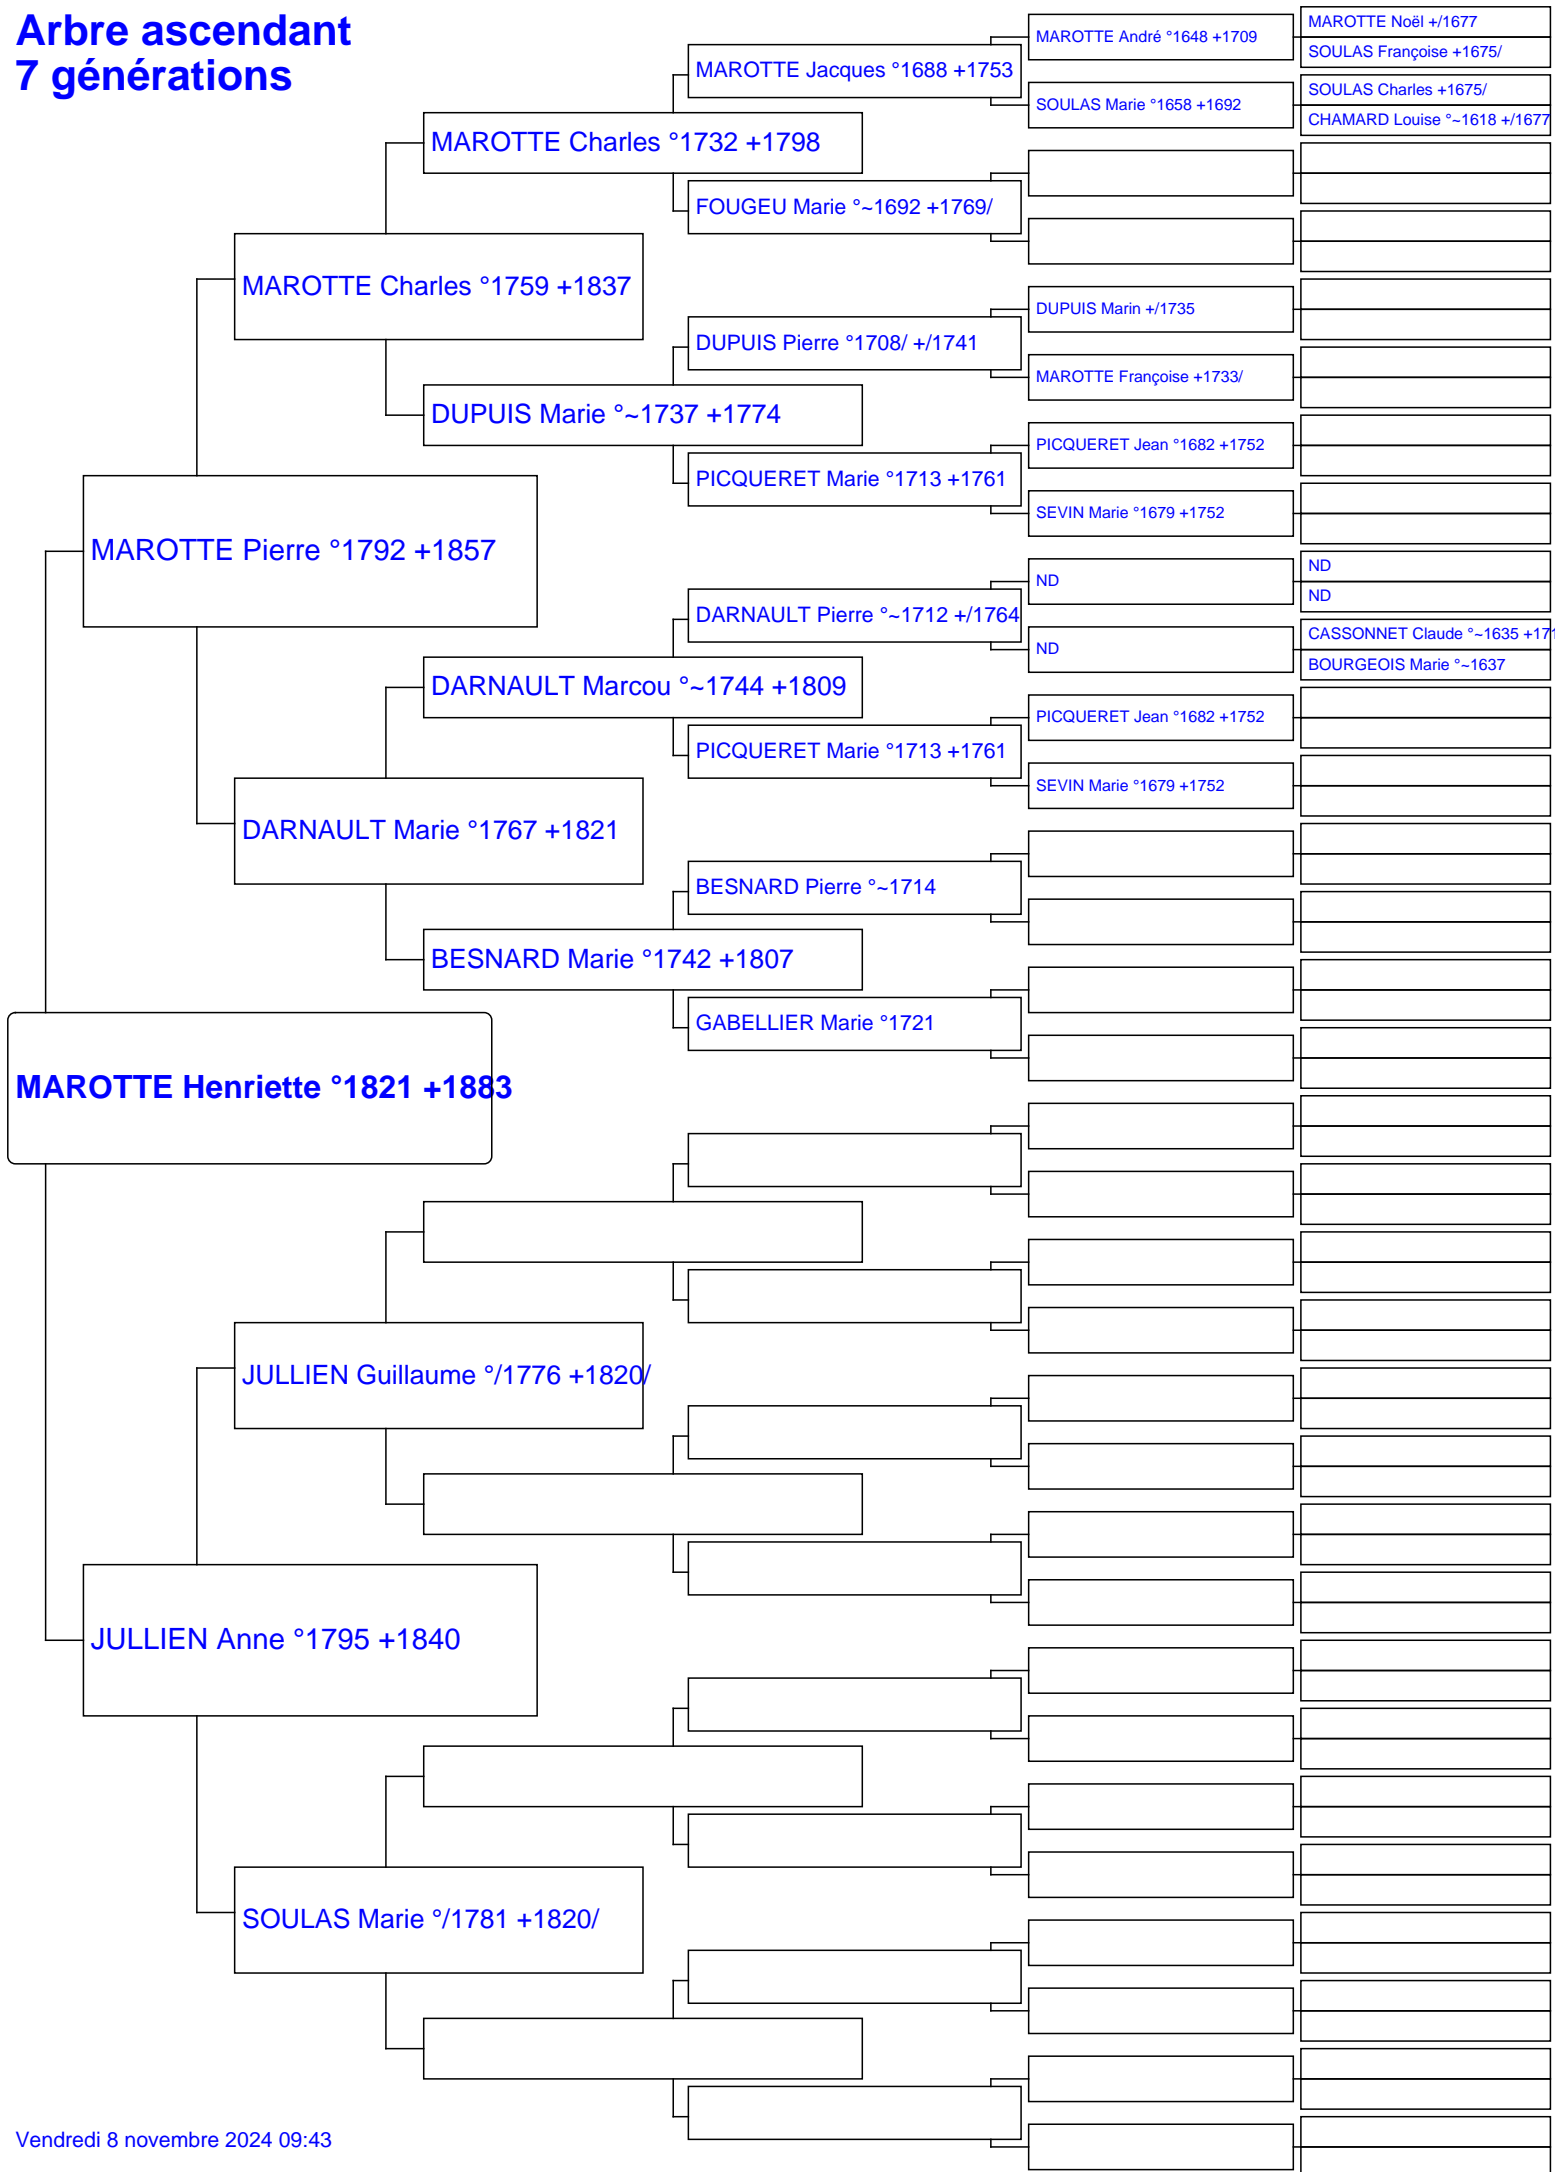 Arbre ascendant
7 générations
MAROTTE Henriette °1821 +1883
MAROTTE Pierre °1792 +1857
JULLIEN Anne °1795 +1840
MAROTTE Charles °1759 +1837
DARNAULT Marie °1767 +1821
JULLIEN Guillaume °/1776 +1820/
SOULAS Marie °/1781 +1820/
MAROTTE Charles °1732 +1798
DUPUIS Marie °~1737 +1774
DARNAULT Marcou °~1744 +1809
BESNARD Marie °1742 +1807
MAROTTE Jacques °1688 +1753
FOUGEU Marie °~1692 +1769/
DUPUIS Pierre °1708/ +/1741
PICQUERET Marie °1713 +1761
DARNAULT Pierre °~1712 +/1764
PICQUERET Marie °1713 +1761
BESNARD Pierre °~1714
GABELLIER Marie °1721
MAROTTE André °1648 +1709
SOULAS Marie °1658 +1692
DUPUIS Marin +/1735
MAROTTE Françoise +1733/
PICQUERET Jean °1682 +1752
SEVIN Marie °1679 +1752
ND
ND
PICQUERET Jean °1682 +1752
SEVIN Marie °1679 +1752
MAROTTE Noël +/1677
SOULAS Françoise +1675/
SOULAS Charles +1675/
CHAMARD Louise °~1618 +/1677
ND
ND
CASSONNET Claude °~1635
BOURGEOIS Marie °~1637
Vendredi 8 novembre 2024 09:43